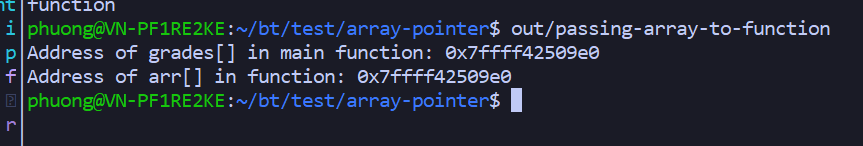 nt function
i phuong@VN-PF1RE2KE:~/bt/test/array-pointer$ out/passing-array-to-function
p Address of grades[] in main function: 0x7ffff42509e0
f Address of arr[] in function: 0x7ffff42509e0
phuong@VN-PF1RE2KE:~/bt/test/array-pointer$
r